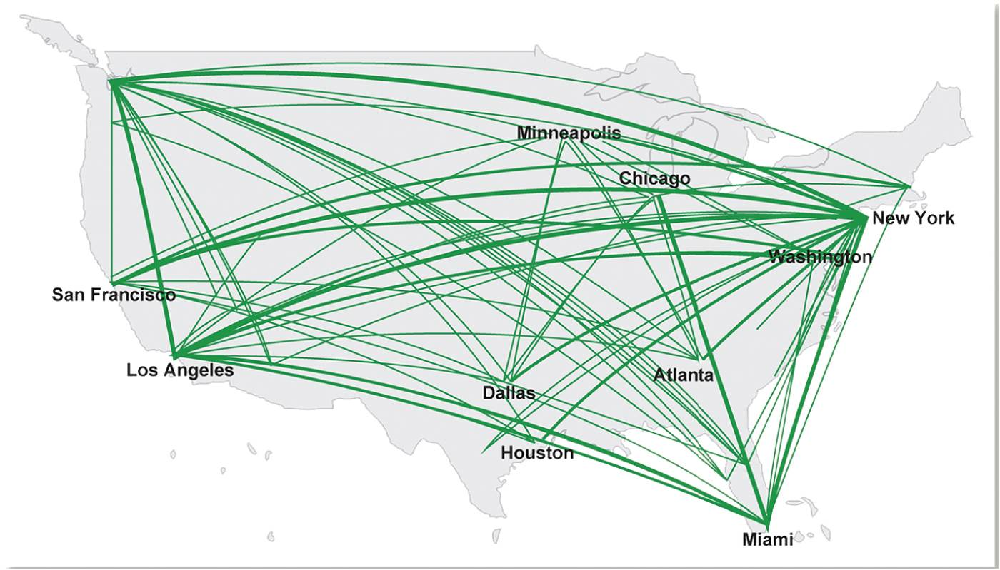 Minneapolis
Chicago
New York
Washington
San Francisco
Los Angeles
Atlanta
Dallas
Houston
Miami